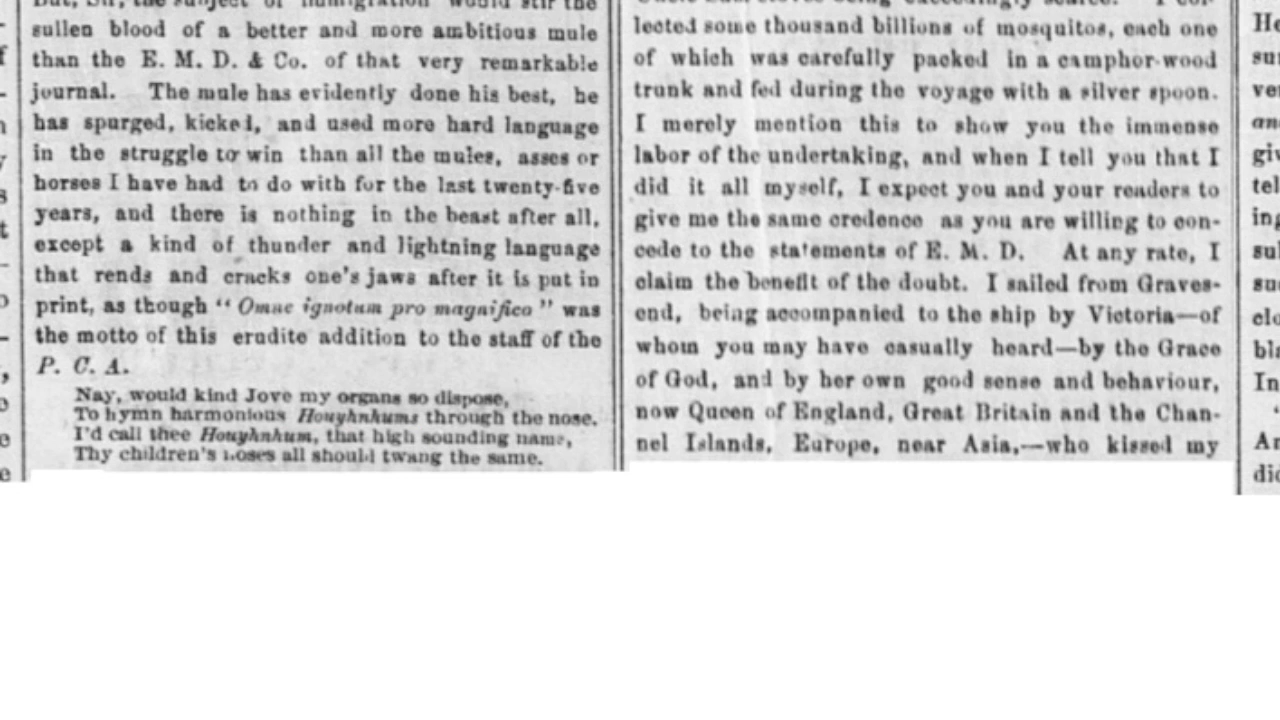 But, Sir, the subject of immigration would stir the
sullen blood of a better and more ambitious mule
than the E. M. D. & Co. of that very remarkable
journal. The mule has evidently done his best, he
has spurged, kicked, and used more hard language
in the struggle to win than all the mules, asses or
horses I have had to do with for the last twenty-five
years, and there is nothing in the beast after all,
except a kind of thunder and lightning language
that rends and cracks one's jaws after it is put in
print, as though "Omne ignotum pro magnifico" was
the motto of this erudite addition to the staff of the
P. C. A.
Nay, would kind Jove my organs so dispose,
To hymn harmonious Houyhnhums through the nose,
I'd call thee Houyhnhum, that high sounding name,
Thy children's noses all should twang the same.
lected some thousand billions of mosquitos, each one
of which was carefully packed in a camphor-wood
trunk and fed during the voyage with a silver spoon.
I merely mention this to show you the immense
labor of the undertaking, and when I tell you that I
did it all myself, I expect you and your readers to
give me the same credence as you are willing to con-
cede to the statements of E. M. D. At any rate, I
claim the benefit of the doubt. I sailed from Graves-
end, being accompanied to the ship by Victoria—of
whom you may have casually heard—by the Grace
of God, and by her own good sense and behaviour,
now Queen of England, Great Britain and the Chan-
nel Islands, Europe, near Asia,—who kissed my